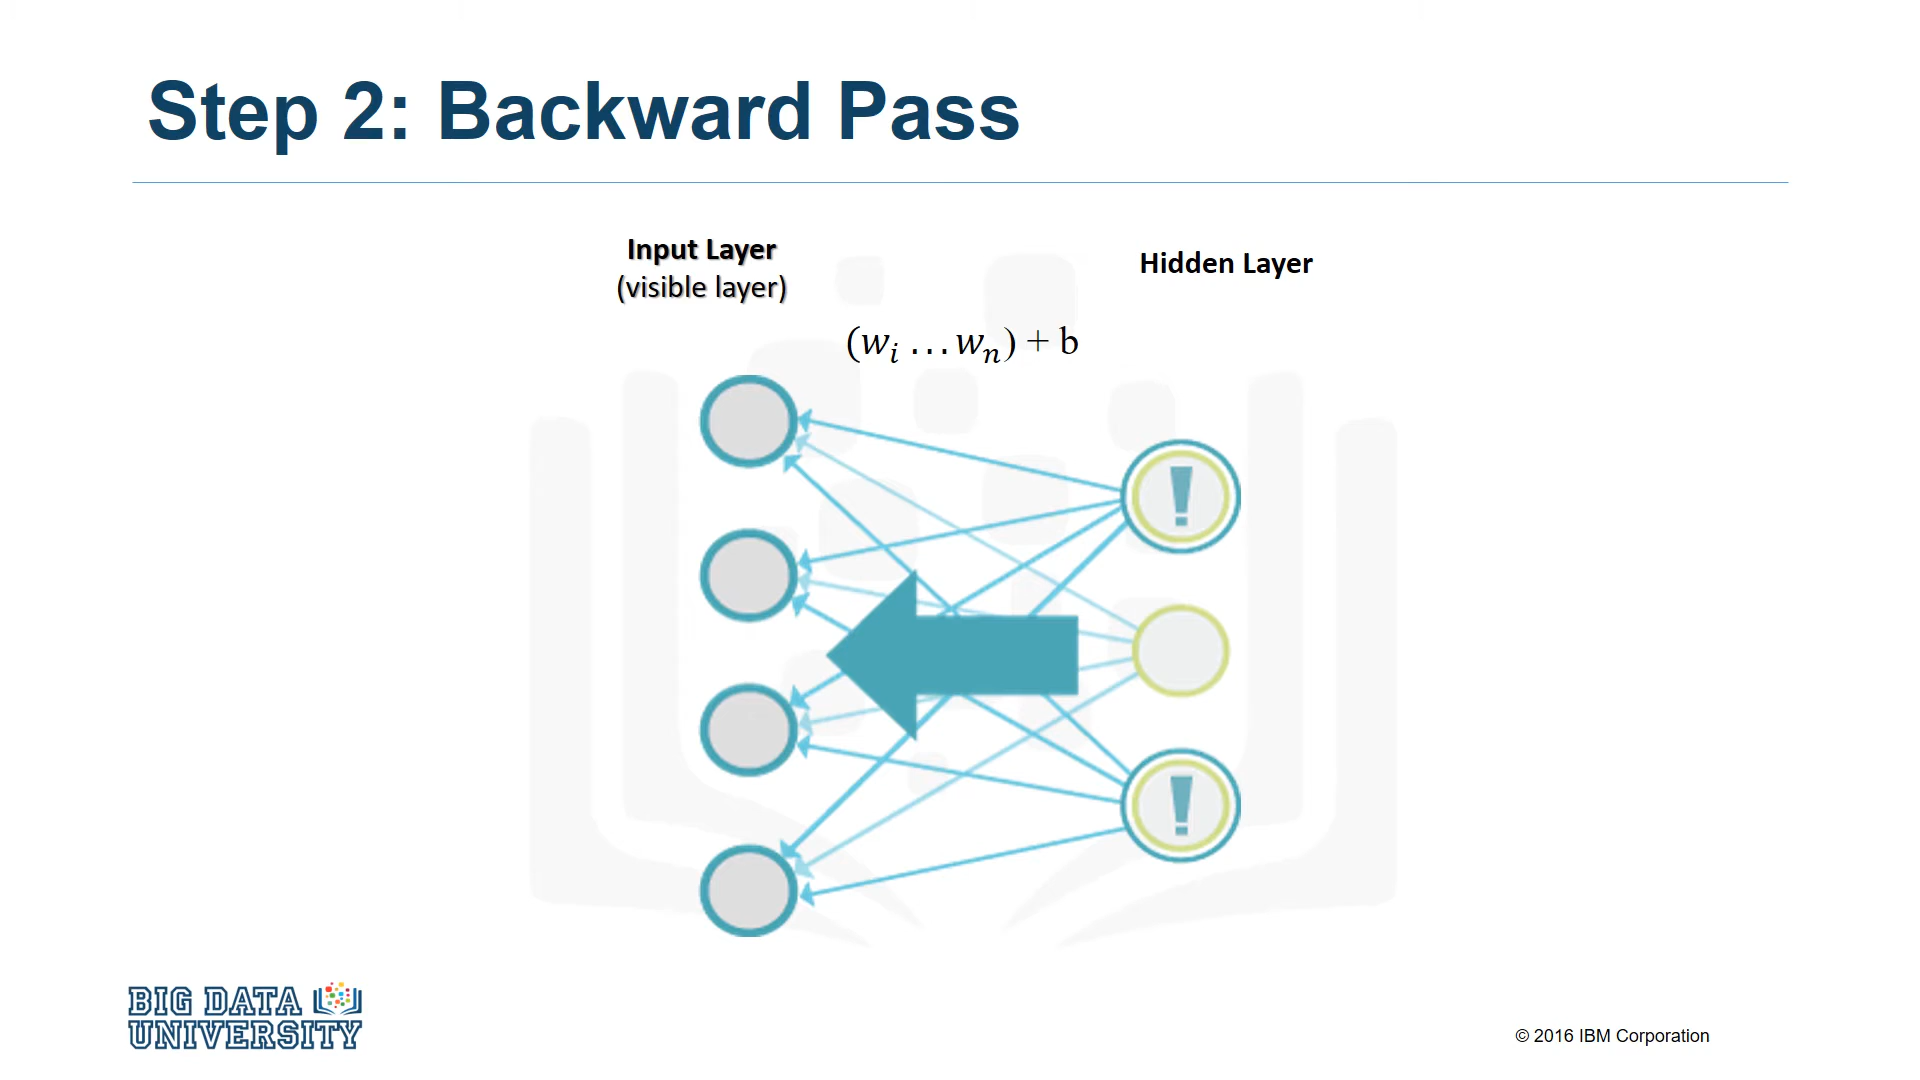 Step 2: Backward Pass
Input Layer
(visible layer)
Hidden Layer
(wᵢ …wₙ) + b
!
!
BIG DATA
UNIVERSITY
© 2016 IBM Corporation